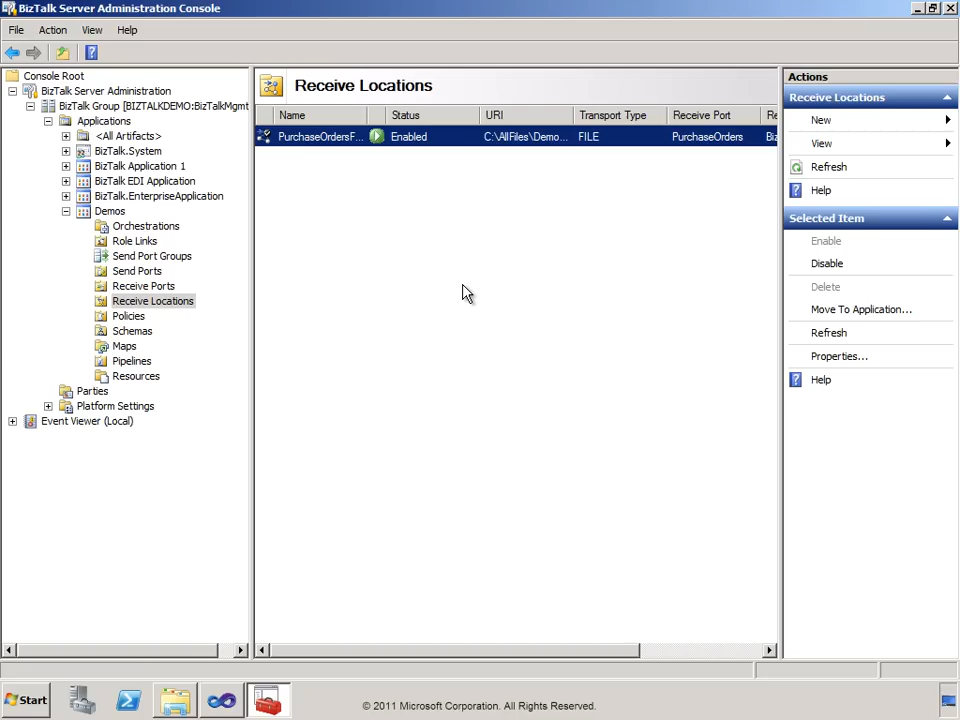 BizTalk Server Administration Console
File Action View Help
Console Root
BizTalk Server Administration
BizTalk Group [BIZTALKDEMO:BizTalkMgmt
Applications
<All Artifacts>
BizTalk.System
BizTalk Application 1
BizTalk EDI Application
BizTalk.EnterpriseApplication
Demos
Orchestrations
Role Links
Send Port Groups
Send Ports
Receive Ports
Receive Locations
Policies
Schemas
Maps
Pipelines
Resources
Parties
Platform Settings
Event Viewer (Local)
Receive Locations
Name Status URI Transport Type Receive Port Re
PurchaseOrdersF... Enabled C:\AllFiles\Demo... FILE PurchaseOrders Biz
Actions
Receive Locations
New
View
Refresh
Help
Selected Item
Enable
Disable
Delete
Move To Application...
Refresh
Properties...
Help
Start
© 2011 Microsoft Corporation. All Rights Reserved.